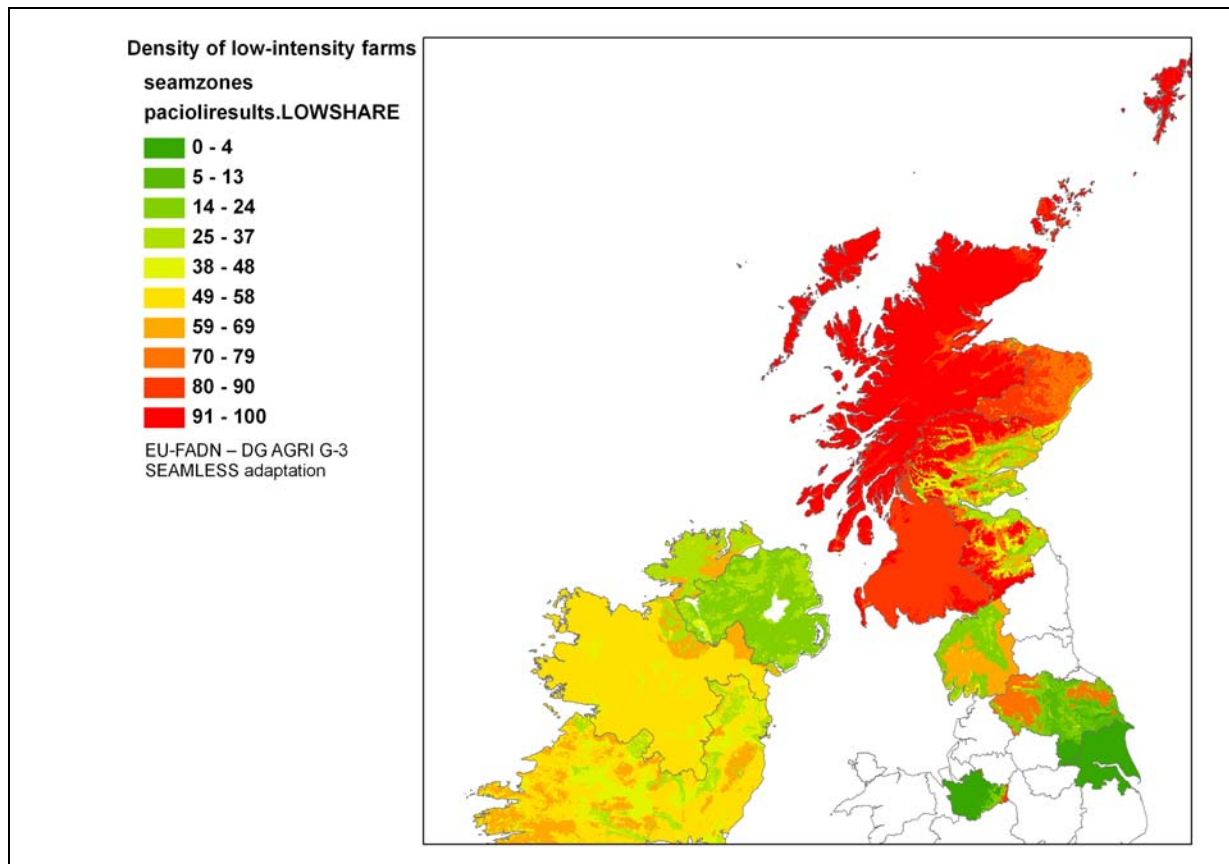 Density of low-intensity farms
seamzones
pacioliresults.LOWSHARE
0 - 4
5 - 13
14 - 24
25 - 37
38 - 48
49 - 58
59 - 69
70 - 79
80 - 90
91 - 100
EU-FADN – DG AGRI G-3
SEAMLESS adaptation